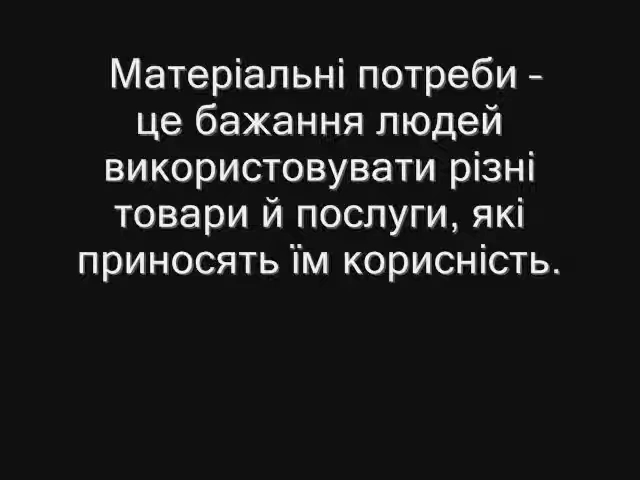 Матеріальні потреби -
це бажання людей
використовувати різні
товари й послуги, які
приносять їм корисність.